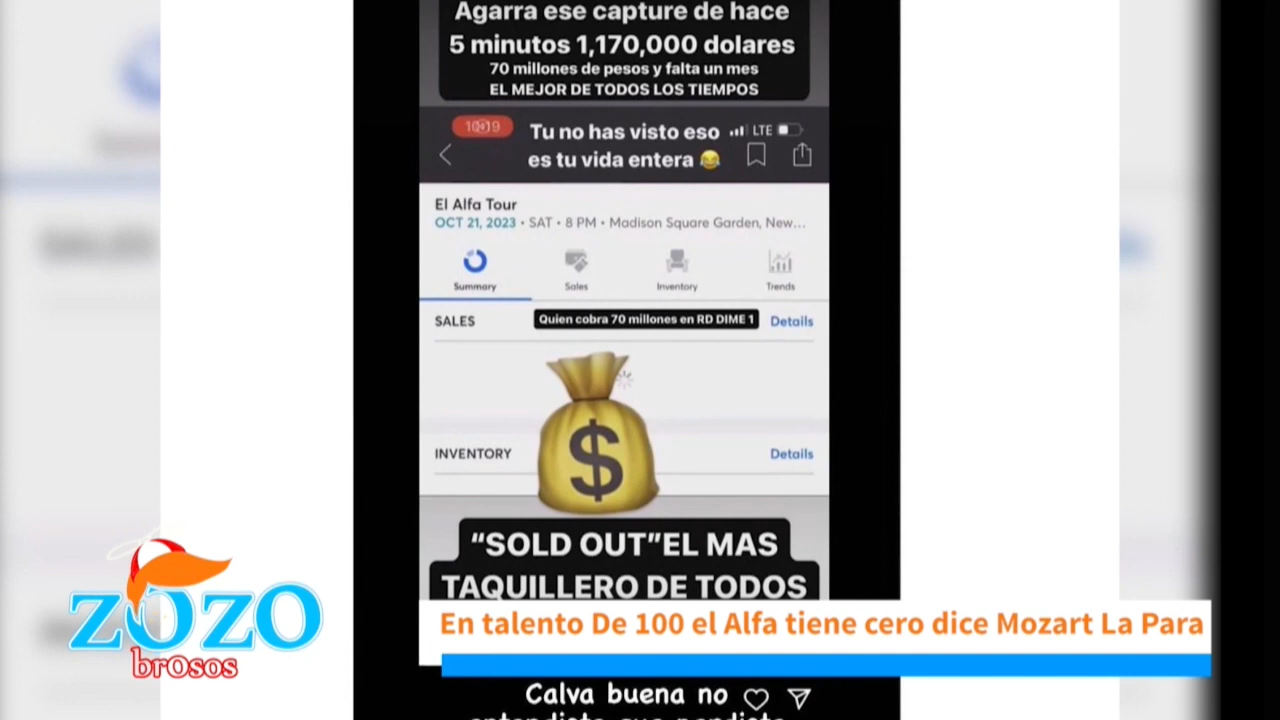 Agarra ese capture de hace
5 minutos 1,170,000 dolares
70 millones de pesos y falta un mes
EL MEJOR DE TODOS LOS TIEMPOS
Tu no has visto eso
LTE
es tu vida entera 😂
El Alfa Tour
OCT 21, 2023 • SAT • 8 PM • Madison Square Garden, New...
Summary Sales Inventory Trends
SALES Quien cobra 70 millones en RD DIME 1 Details
INVENTORY Details
$
“SOLD OUT”EL MAS
TAQUILLERO DE TODOS
ZOZO
brOsos
En talento De 100 el Alfa tiene cero dice Mozart La Para
Calva buena no